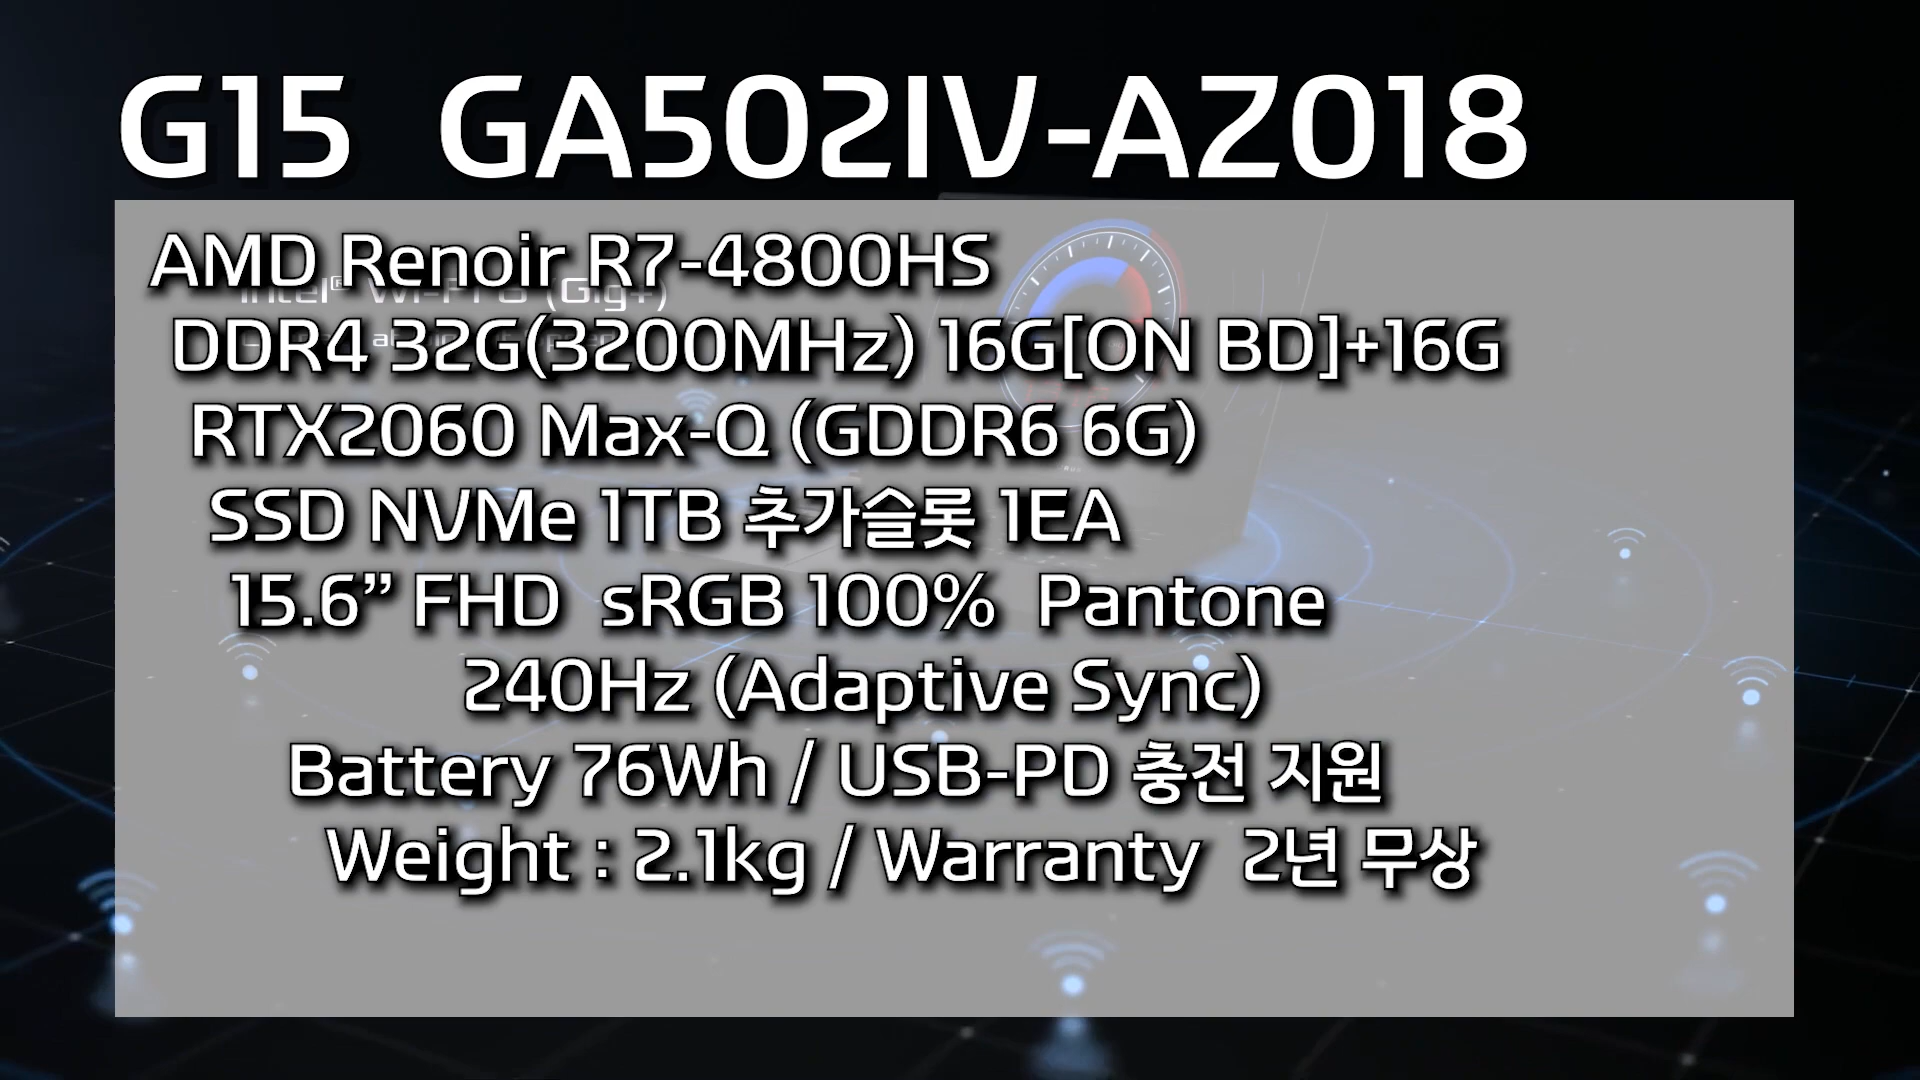 G15 GA502IV-AZ018
AMD Renoir R7-4800HS
(Gig+)
DDR4 32G(3200MHz) 16G[ON BD]+16G
RTX2060 Max-Q (GDDR6 6G)
SSD NVMe 1TB 추가슬롯 1EA
15.6” FHD sRGB 100% Pantone
240Hz (Adaptive Sync)
Battery 76Wh / USB-PD 충전 지원
Weight : 2.1kg / Warranty 2년 무상